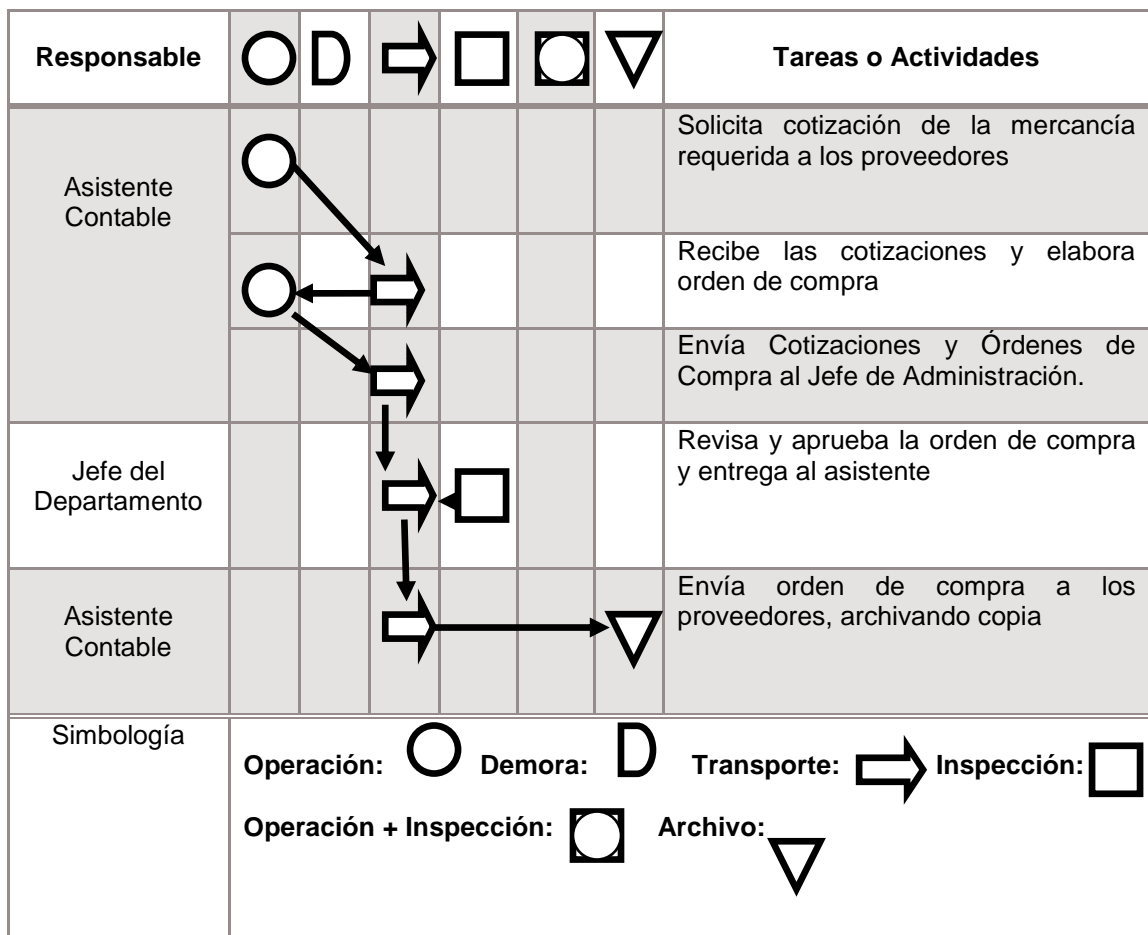 Responsable
Tareas o Actividades
Asistente
Contable
Solicita cotización de la mercancía
requerida a los proveedores
Recibe las cotizaciones y elabora
orden de compra
Envía Cotizaciones y Órdenes de
Compra al Jefe de Administración.
Jefe del
Departamento
Revisa y aprueba la orden de compra
y entrega al asistente
Asistente
Contable
Envía orden de compra a los
proveedores, archivando copia
Simbología
Operación: Demora: Transporte: Inspección:
Operación + Inspección: Archivo: